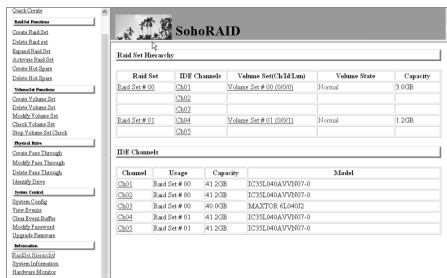 Quick Create
RaidSet Functions
Create Raid Set
Delete Raid set
Expand Raid Set
Activate Raid Set
Create Hot Spare
Delete Hot Spare
VolumeSet Functions
Create Volume Set
Delete Volume Set
Modify Volume Set
Check Volume Set
Stop Volume Set Check
Physical Drive
Create Pass Through
Modify Pass Through
Delete Pass Through
Identify Drive
System Control
System Config
View Events
Clear Event Buffer
Modify Password
Upgrade Firmware
Information
RaidSet Hierarchy
System Information
Hardware Monitor
SohoRAID
Raid Set Hierarchy
Raid Set IDE Channels Volume Set(Ch/Id/Lun) Volume State Capacity
Raid Set # 00 Ch01 Volume Set # 00 (0/0/0) Normal 3.0GB
Ch02
Ch03
Raid Set # 01 Ch04 Volume Set # 01 (0/0/1) Normal 1.2GB
Ch05
IDE Channels
Channel Usage Capacity Model
Ch01 Raid Set # 00 41.2GB IC35L040AVVN07-0
Ch02 Raid Set # 00 41.2GB IC35L040AVVN07-0
Ch03 Raid Set # 00 40.0GB MAXTOR 6L040J2
Ch04 Raid Set # 01 41.2GB IC35L040AVVN07-0
Ch05 Raid Set # 01 41.2GB IC35L040AVVN07-0